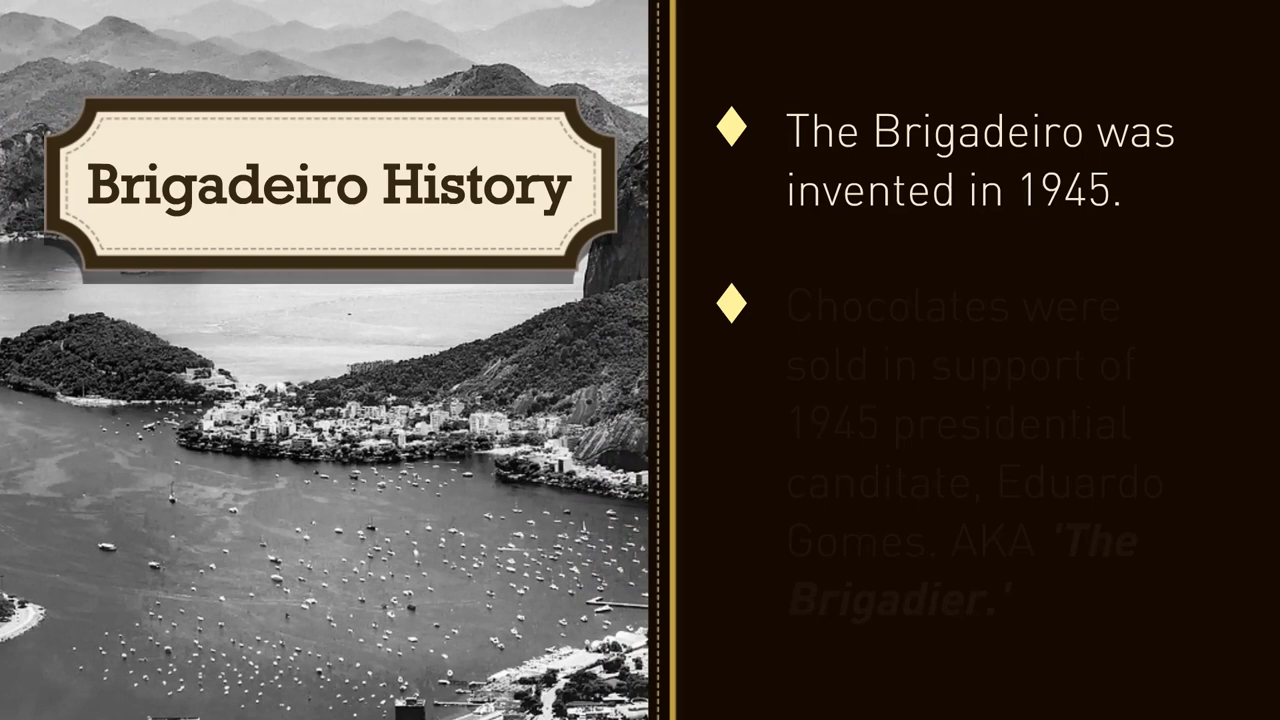 Brigadeiro History
The Brigadeiro was
invented in 1945.
Chocolates were
sold in support of
1945 presidential
canditate, Eduardo
Gomes. AKA 'The
Brigadier.'